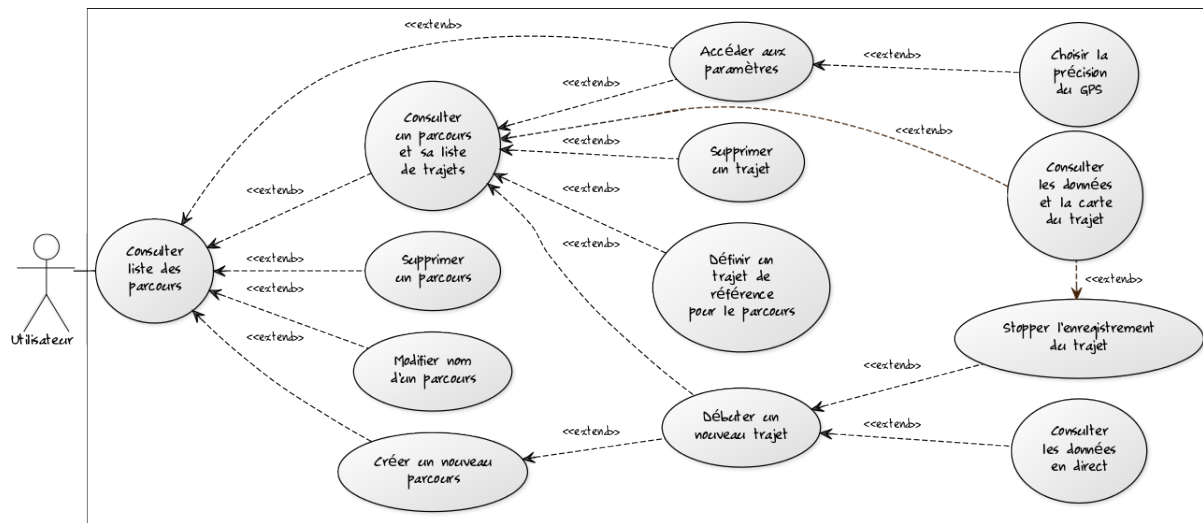 <<extend>>
Accéder aux
paramètres
<<extend>>
Choisir la
précision
du GPS
<<extend>>
Consulter
un parcours
et sa liste
de trajets
<<extend>>
Consulter
les données
et la carte
du trajet
<<extend>>
Supprimer
un trajet
<<extend>>
<<extend>>
Utilisateur
Consulter
liste des
parcours
<<extend>>
Supprimer
un parcours
<<extend>>
Définir un
trajet de
référence
pour le parcours
<<extend>>
<<extend>>
<<extend>>
Stopper l'enregistrement
du trajet
<<extend>>
Modifier nom
d'un parcours
<<extend>>
<<extend>>
Débuter un
nouveau trajet
<<extend>>
Consulter
les données
en direct
<<extend>>
Créer un nouveau
parcours